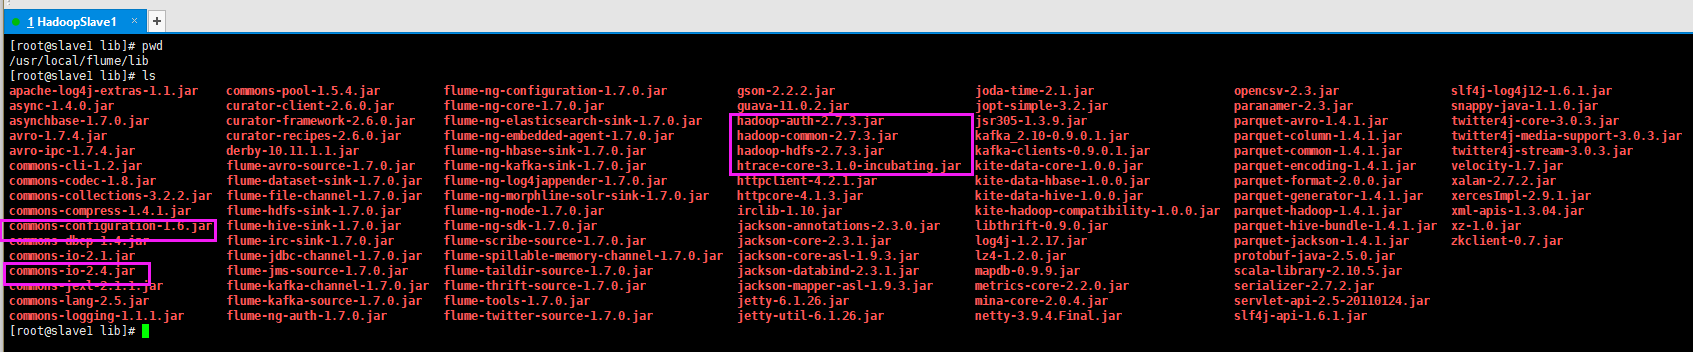 1 HadoopSlave1 × +
[root@slave1 lib]# pwd
/usr/local/flume/lib
[root@slave1 lib]# ls
apache-log4j-extras-1.1.jar commons-pool-1.5.4.jar flume-ng-configuration-1.7.0.jar gson-2.2.2.jar joda-time-2.1.jar opencsv-2.3.jar slf4j-log4j12-1.6.1.jar
async-1.4.0.jar curator-client-2.6.0.jar flume-ng-core-1.7.0.jar guava-11.0.2.jar jopt-simple-3.2.jar paranamer-2.3.jar snappy-java-1.1.0.jar
asynchbase-1.7.0.jar curator-framework-2.6.0.jar flume-ng-elasticsearch-sink-1.7.0.jar hadoop-auth-2.7.3.jar jsr305-1.3.9.jar parquet-avro-1.4.1.jar twitter4j-core-3.0.3.jar
avro-1.7.4.jar curator-recipes-2.6.0.jar flume-ng-embedded-agent-1.7.0.jar hadoop-common-2.7.3.jar kafka_2.10-0.9.0.1.jar parquet-column-1.4.1.jar twitter4j-media-support-3.0.3.jar
avro-ipc-1.7.4.jar derby-10.11.1.1.jar flume-ng-hbase-sink-1.7.0.jar hadoop-hdfs-2.7.3.jar kafka-clients-0.9.0.1.jar parquet-common-1.4.1.jar twitter4j-stream-3.0.3.jar
commons-cli-1.2.jar flume-avro-source-1.7.0.jar flume-ng-kafka-sink-1.7.0.jar htrace-core-3.1.0-incubating.jar kite-data-core-1.0.0.jar parquet-encoding-1.4.1.jar velocity-1.7.jar
commons-codec-1.8.jar flume-dataset-sink-1.7.0.jar flume-ng-log4jappender-1.7.0.jar httpclient-4.2.1.jar kite-data-hbase-1.0.0.jar parquet-format-2.0.0.jar xalan-2.7.2.jar
commons-collections-3.2.2.jar flume-file-channel-1.7.0.jar flume-ng-morphline-solr-sink-1.7.0.jar httpcore-4.1.3.jar kite-data-hive-1.0.0.jar parquet-generator-1.4.1.jar xercesImpl-2.9.1.jar
commons-compress-1.4.1.jar flume-hdfs-sink-1.7.0.jar flume-ng-node-1.7.0.jar irclib-1.10.jar kite-hadoop-compatibility-1.0.0.jar parquet-hadoop-1.4.1.jar xml-apis-1.3.04.jar
commons-configuration-1.6.jar flume-hive-sink-1.7.0.jar flume-ng-sdk-1.7.0.jar jackson-annotations-2.3.0.jar libthrift-0.9.0.jar parquet-hive-bundle-1.4.1.jar xz-1.0.jar
commons-dbcp-1.4.jar flume-irc-sink-1.7.0.jar flume-scribe-source-1.7.0.jar jackson-core-2.3.1.jar log4j-1.2.17.jar parquet-jackson-1.4.1.jar zkclient-0.7.jar
commons-io-2.1.jar flume-jdbc-channel-1.7.0.jar flume-spillable-memory-channel-1.7.0.jar jackson-core-asl-1.9.3.jar lz4-1.2.0.jar protobuf-java-2.5.0.jar
commons-io-2.4.jar flume-jms-source-1.7.0.jar flume-taildir-source-1.7.0.jar jackson-databind-2.3.1.jar mapdb-0.9.9.jar scala-library-2.10.5.jar
commons-jexl-2.1.1.jar flume-kafka-channel-1.7.0.jar flume-thrift-source-1.7.0.jar jackson-mapper-asl-1.9.3.jar metrics-core-2.2.0.jar serializer-2.7.2.jar
commons-lang-2.5.jar flume-kafka-source-1.7.0.jar flume-tools-1.7.0.jar jetty-6.1.26.jar mina-core-2.0.4.jar servlet-api-2.5-20110124.jar
commons-logging-1.1.1.jar flume-ng-auth-1.7.0.jar flume-twitter-source-1.7.0.jar jetty-util-6.1.26.jar netty-3.9.4.Final.jar slf4j-api-1.6.1.jar
[root@slave1 lib]#